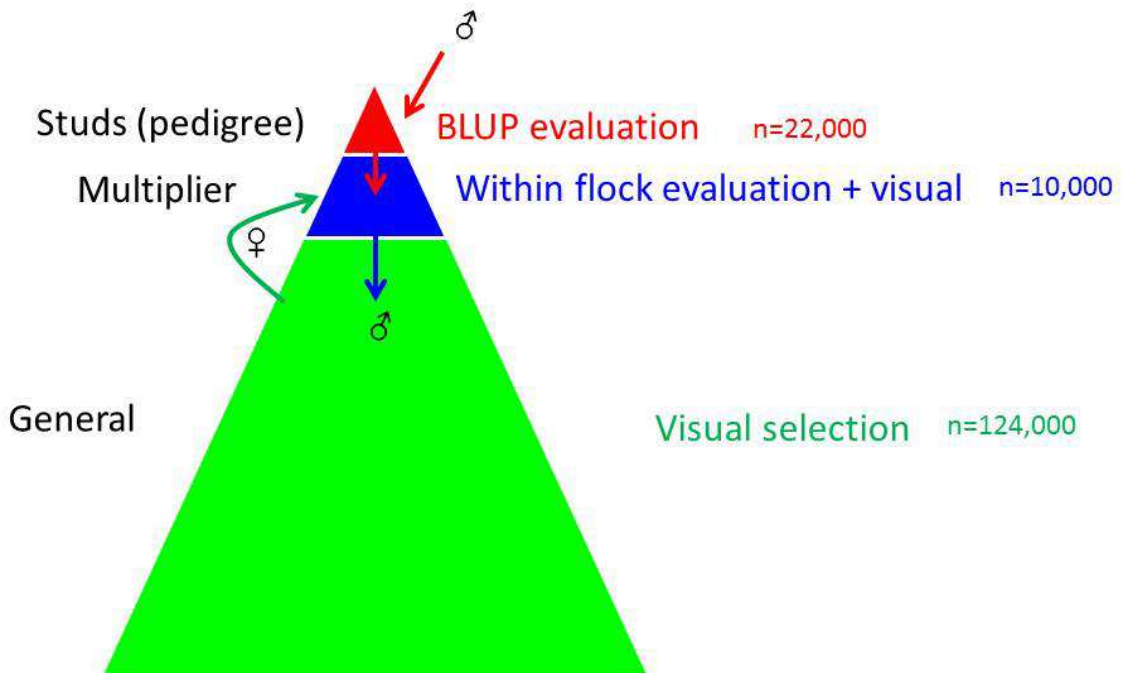 ♂
Studs (pedigree) BLUP evaluation n=22,000
Multiplier Within flock evaluation + visual n=10,000
♀
♂
General Visual selection n=124,000